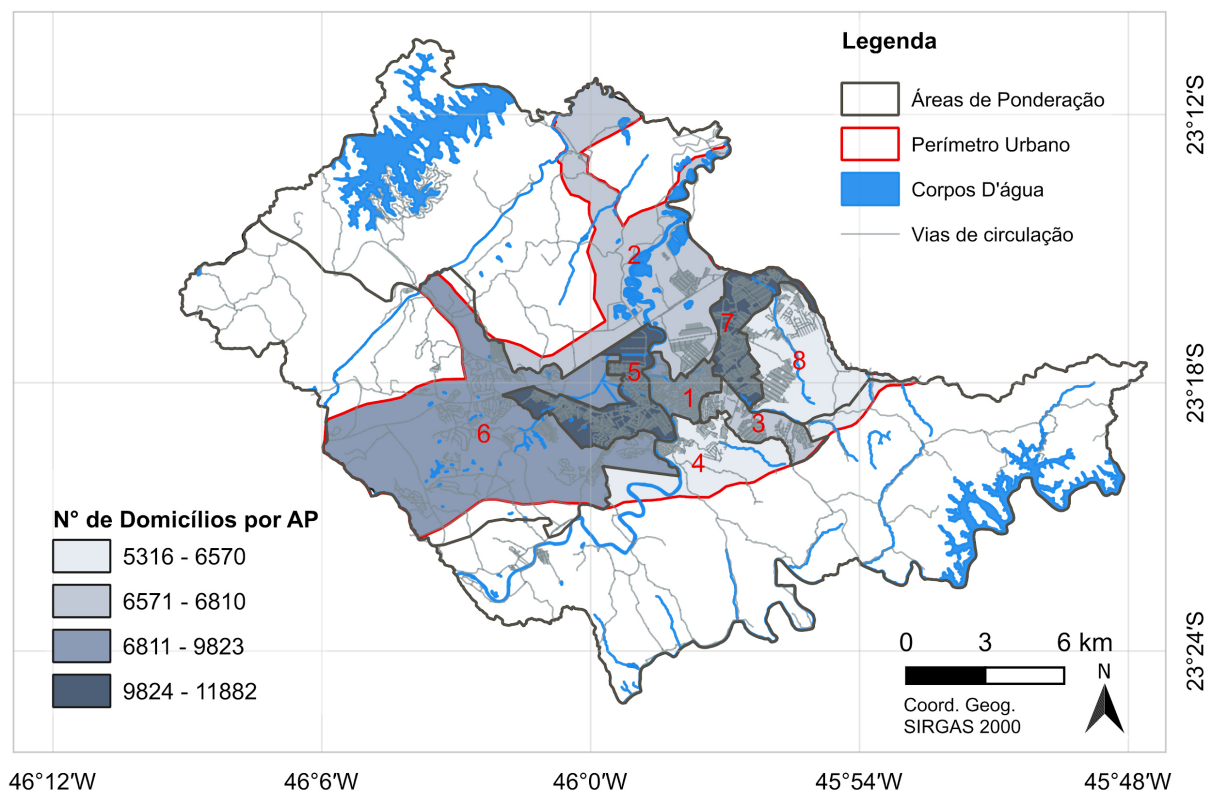 Legenda
Áreas de Ponderação
Perímetro Urbano
Corpos D'água
Vias de circulação
23°12'S
23°18'S
23°24'S
2
7
8
5
1
3
6
4
N° de Domicílios por AP
5316 - 6570
6571 - 6810
6811 - 9823
9824 - 11882
0 3 6 km
N
Coord. Geog.
SIRGAS 2000
46°12'W 46°6'W 46°0'W 45°54'W 45°48'W